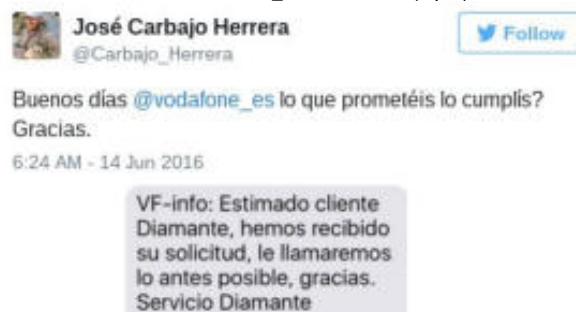 José Carbajo Herrera
Follow
@Carbajo_Herrera
Buenos días @vodafone_es lo que prometéis lo cumplís?
Gracias.
6:24 AM - 14 Jun 2016
VF-info: Estimado cliente
Diamante, hemos recibido
su solicitud, le llamaremos
lo antes posible, gracias.
Servicio Diamante